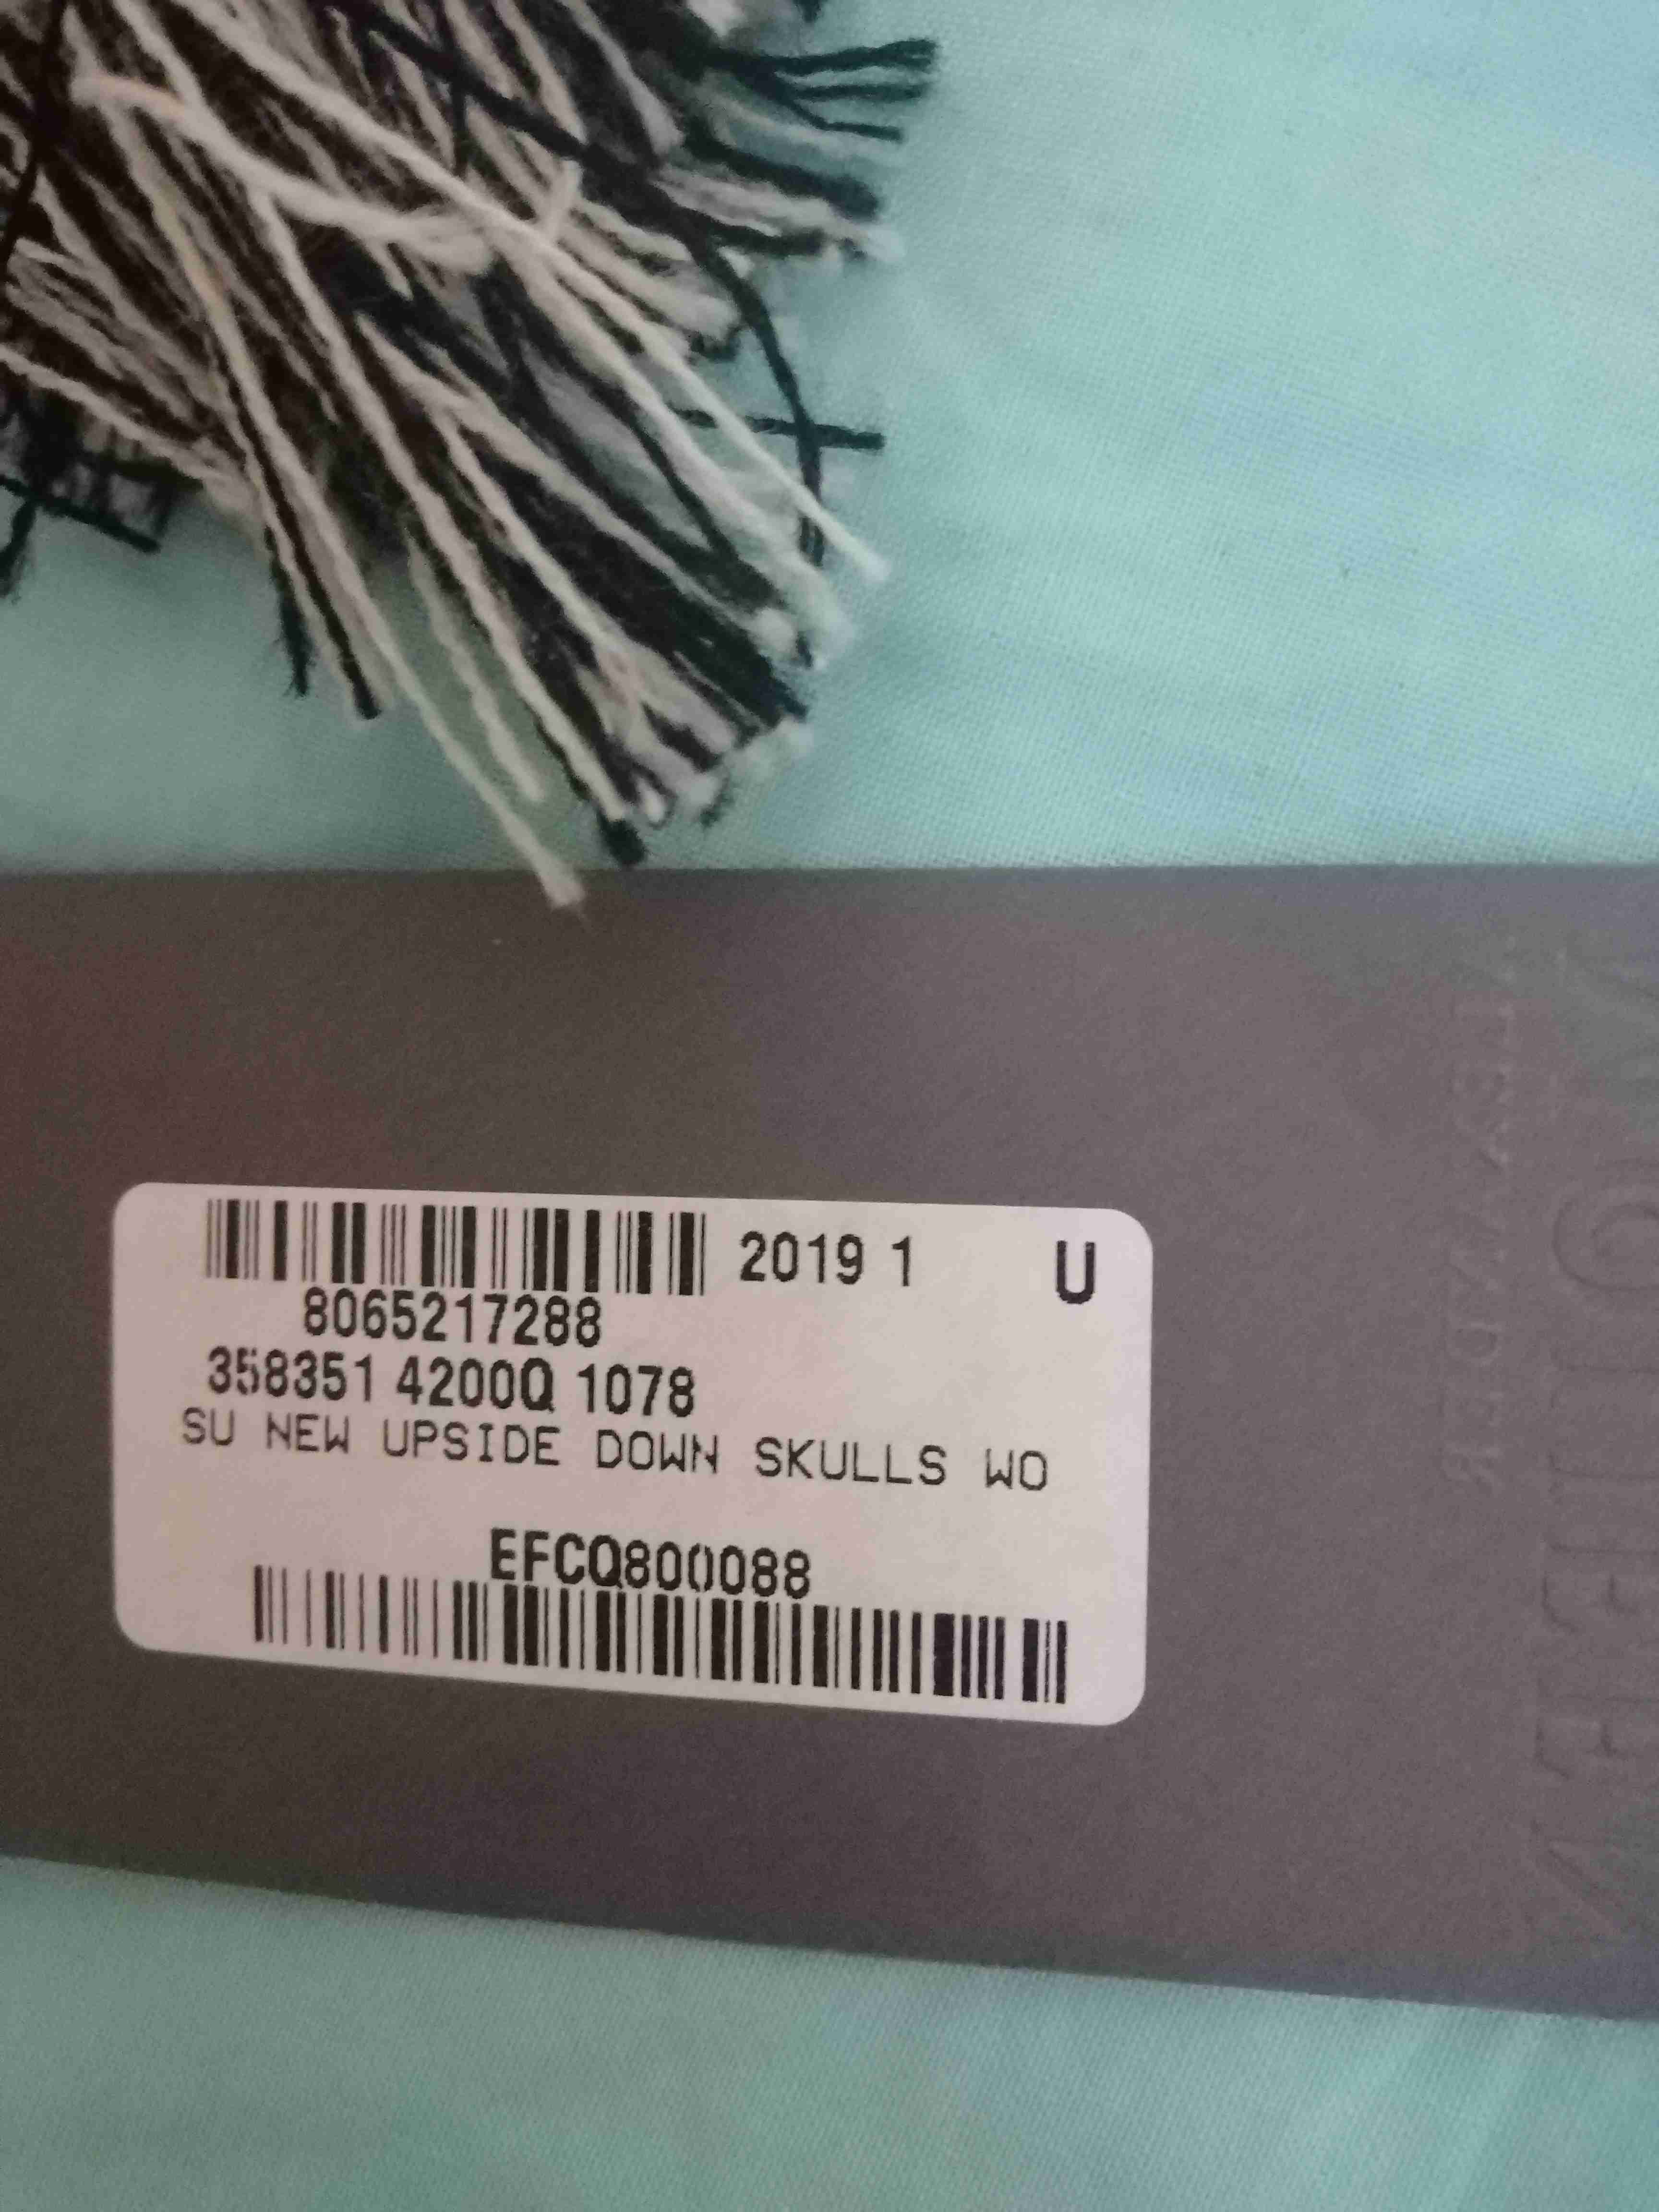 2019 1 U
8065217288
358351 4200Q 1078
SU NEW UPSIDE DOWN SKULLS WO
EFCQ800088